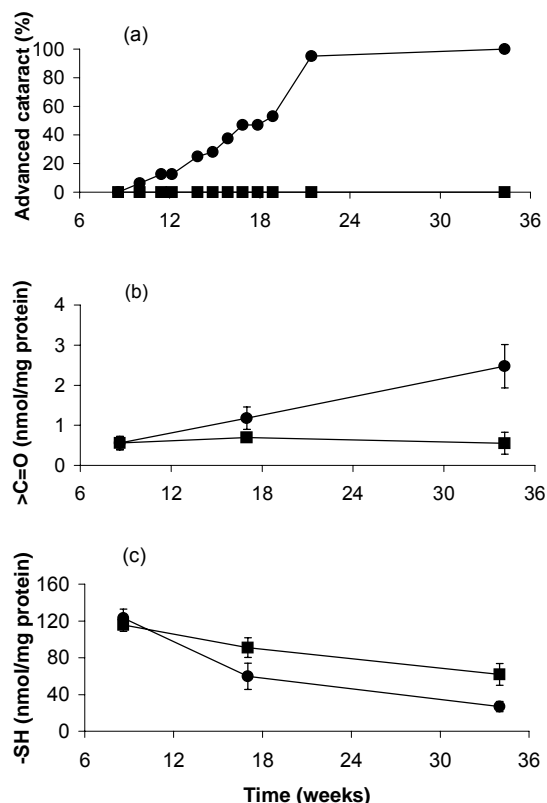 (a)
Advanced cataract (%)
100
80
60
40
20
0
6 12 18 24 30 36
(b)
>C=O (nmol/mg protein)
4
3
2
1
0
6 12 18 24 30 36
(c)
-SH (nmol/mg protein)
160
120
80
40
0
6 12 18 24 30 36
Time (weeks)